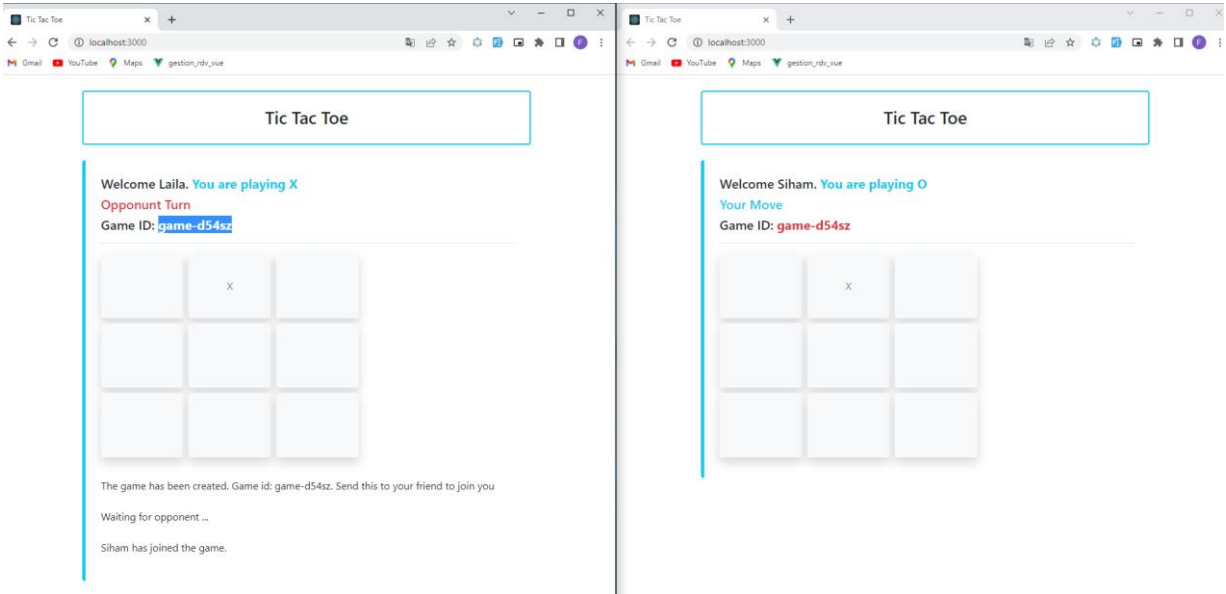 Tic Tac Toe
localhost:3000
Gmail YouTube Maps gestion_rdv_vue
Tic Tac Toe
Welcome Laila. You are playing X
Opponunt Turn
Game ID: game-d54sz
X
The game has been created. Game id: game-d54sz. Send this to your friend to join you
Waiting for opponent ...
Siham has joined the game.
Tic Tac Toe
localhost:3000
Gmail YouTube Maps gestion_rdv_vue
Tic Tac Toe
Welcome Siham. You are playing O
Your Move
Game ID: game-d54sz
X